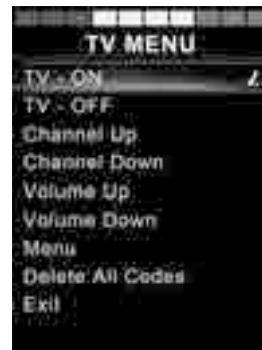 TV MENU
TV - ON
TV - OFF
Channel Up
Channel Down
Volume Up
Volume Down
Menu
Delete All Codes
Exit